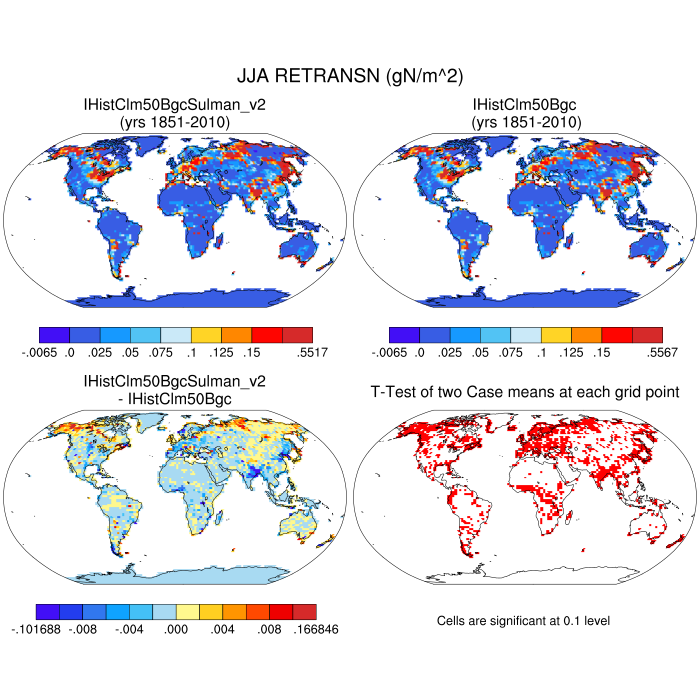 JJA RETRANSN (gN/m^2)
IHistClm50BgcSulman_v2
(yrs 1851-2010)
IHistClm50Bgc
(yrs 1851-2010)
-.0065 .0 .025 .05 .075 .1 .125 .15 .5517
-.0065 .0 .025 .05 .075 .1 .125 .15 .5567
IHistClm50BgcSulman_v2
- IHistClm50Bgc
T-Test of two Case means at each grid point
-.101688 -.008 -.004 .000 .004 .008 .166846
Cells are significant at 0.1 level